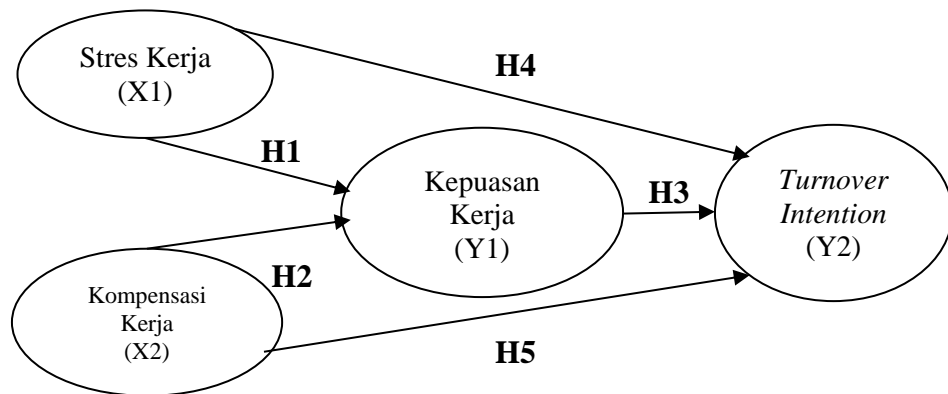 Stres Kerja
(X1)
H4
H1
Kepuasan
Kerja
(Y1)
H3
Turnover
Intention
(Y2)
H2
Kompensasi
Kerja
(X2)
H5